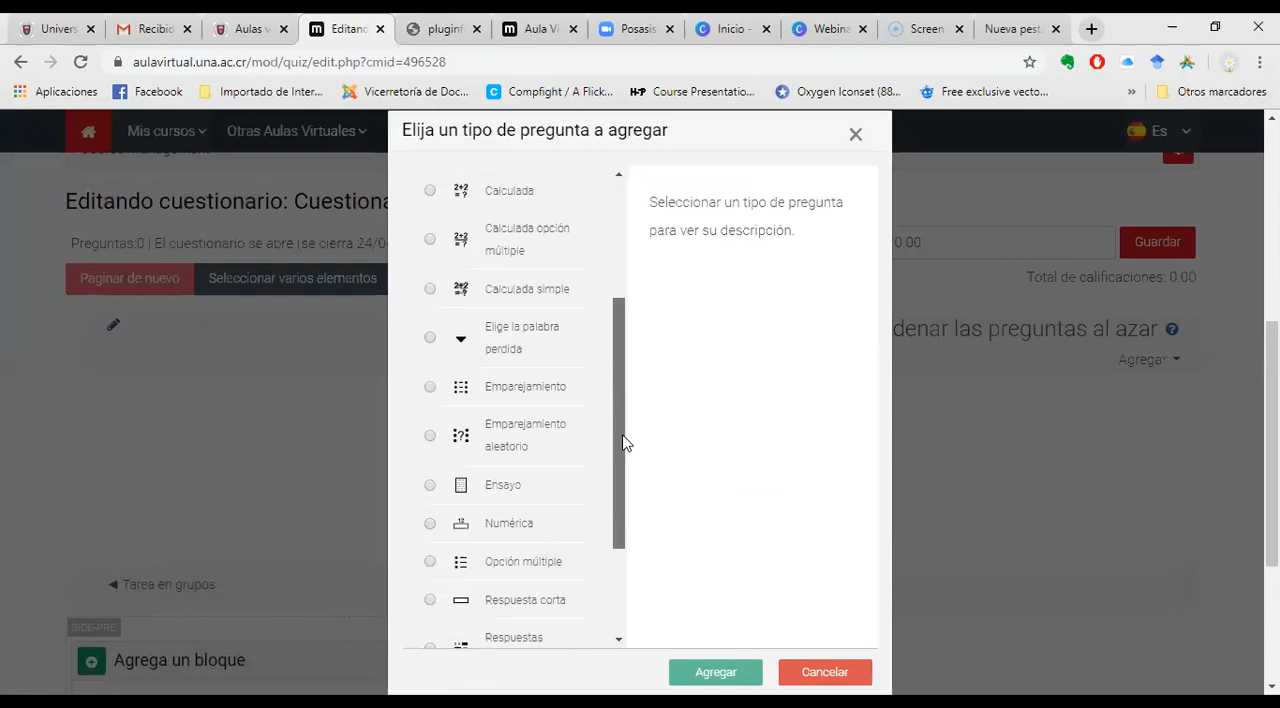 Univers
Recibid
Aulas v
Editand
pluginf
Aula Vi
Posasis
Inicio -
Webina
Screen
Nueva pest
aulavirtual.una.ac.cr/mod/quiz/edit.php?cmid=496528
Aplicaciones
Facebook
Importado de Inter...
Vicerretoría de Doc...
Compfight / A Flick...
Course Presentatio...
Oxygen Iconset (88...
Free exclusive vecto...
»
Otros marcadores
Mis cursos
Otras Aulas Virtuales
Elija un tipo de pregunta a agregar
Es
Editando cuestionario: Cuestiona
Preguntas:0 | El cuestionario se abre (se cierra 24/04
0.00
Guardar
Paginar de nuevo
Seleccionar varios elementos
Total de calificaciones: 0.00
denar las preguntas al azar
Agregar
Calculada
Calculada opción
múltiple
Calculada simple
Elige la palabra
perdida
Emparejamiento
Emparejamiento
aleatorio
Ensayo
Numérica
Opción múltiple
Respuesta corta
Respuestas
Seleccionar un tipo de pregunta
para ver su descripción.
◄ Tarea en grupos
SIDE-PRE
Agrega un bloque
Agregar
Cancelar